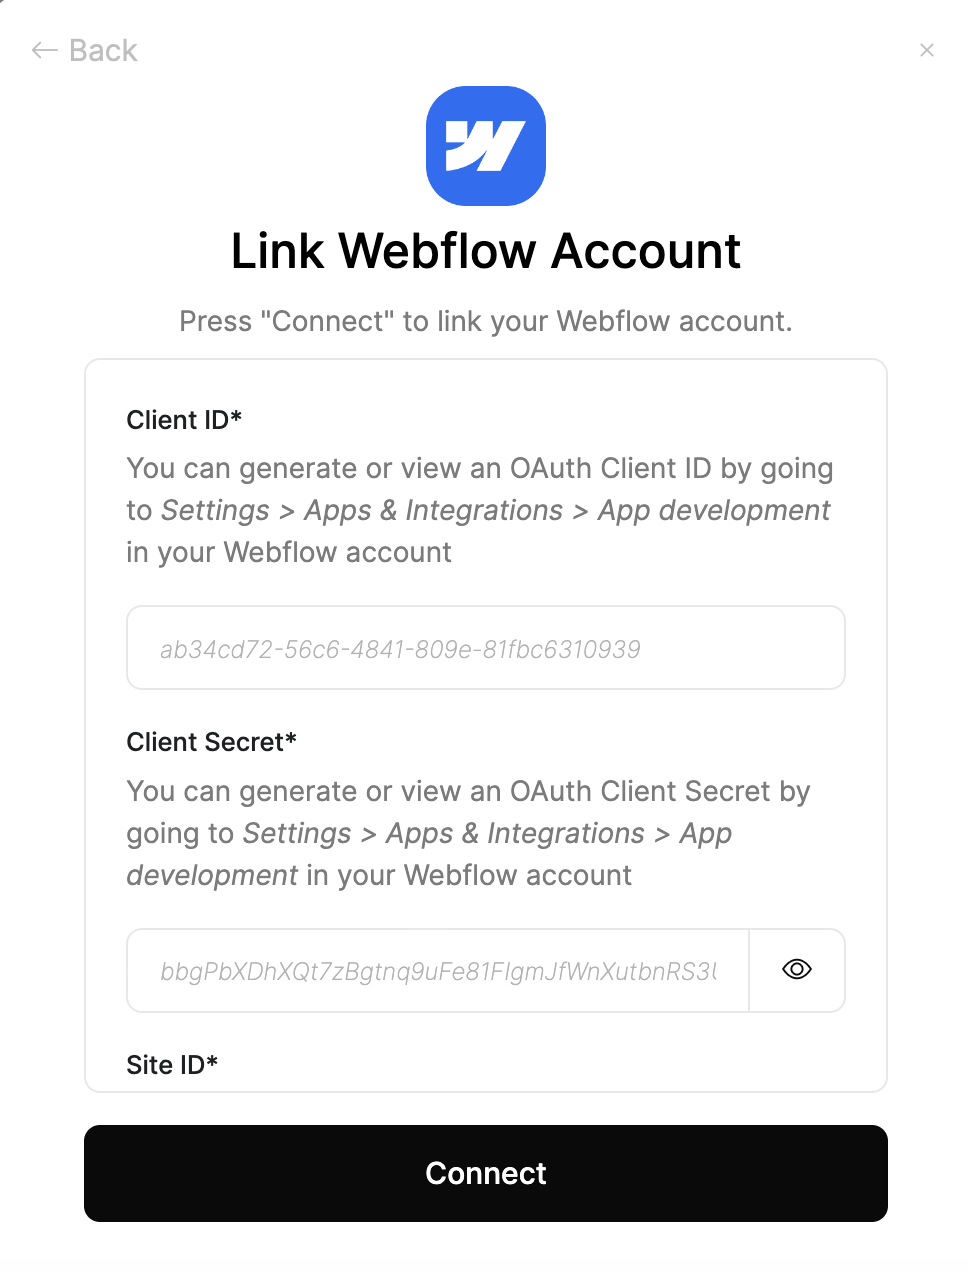 Back
Link Webflow Account
Press "Connect" to link your Webflow account.
Client ID*
You can generate or view an OAuth Client ID by going
to Settings > Apps & Integrations > App development
in your Webflow account
ab34cd72-56c6-4841-809e-81fbc6310939
Client Secret*
You can generate or view an OAuth Client Secret by
going to Settings > Apps & Integrations > App
development in your Webflow account
Site ID*
Connect